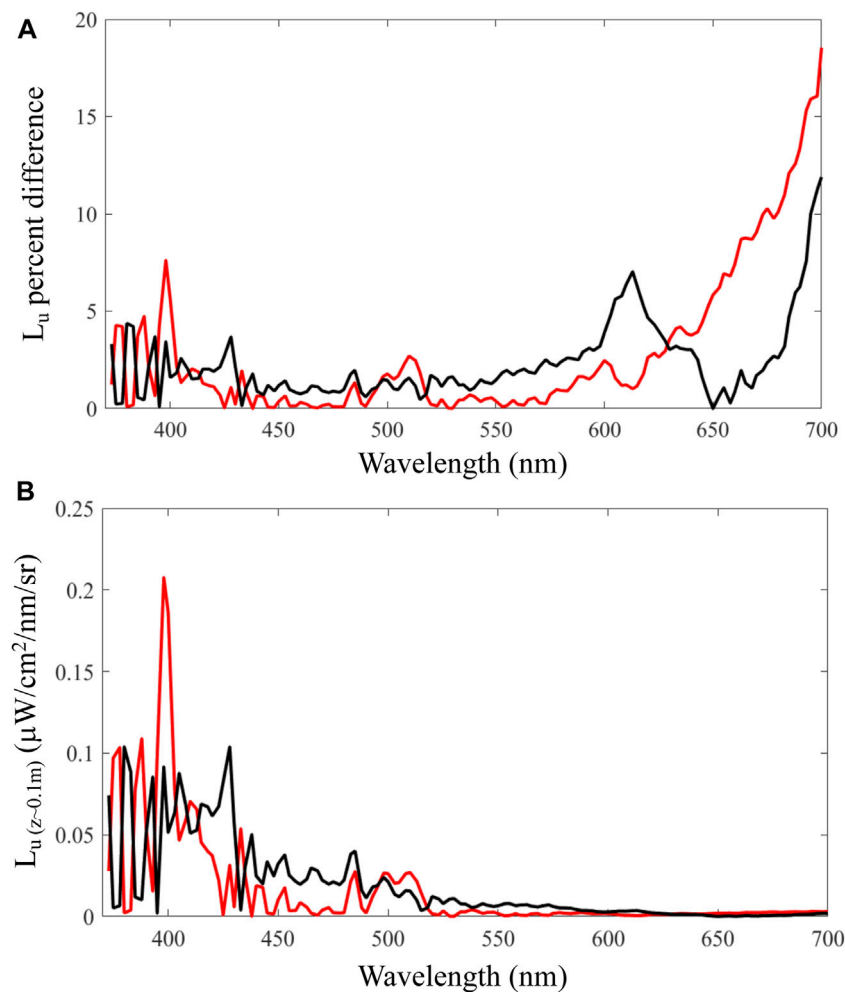 A
20
15
10
5
0
L_u percent difference
400 450 500 550 600 650 700
Wavelength (nm)
B
0.25
0.2
0.15
0.1
0.05
0
L_u (z~0.1m) (μW/cm²/nm/sr)
400 450 500 550 600 650 700
Wavelength (nm)